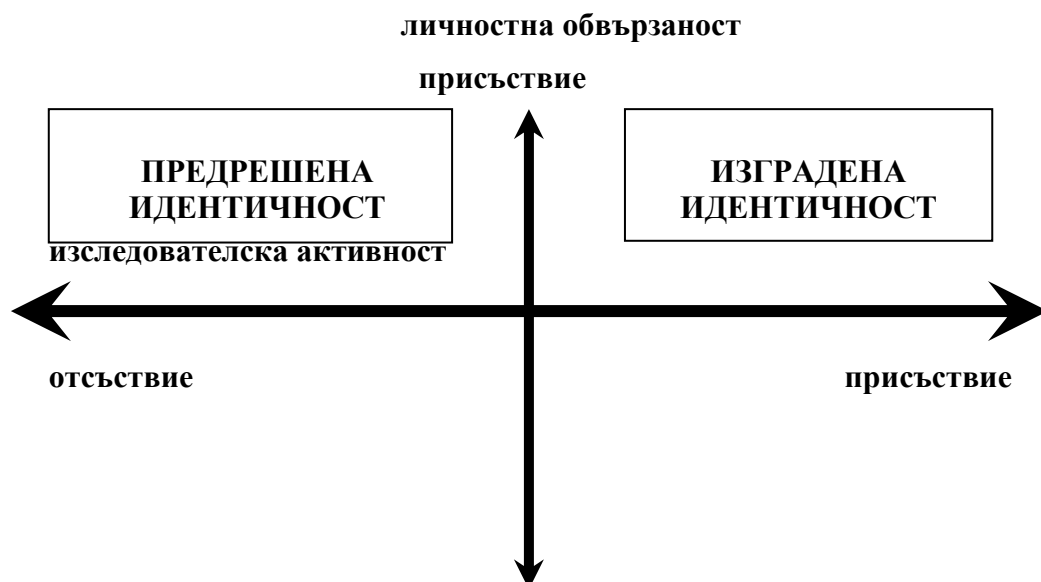 личностна обвързаност
присъствие
ПРЕДРЕШЕНА
ИДЕНТИЧНОСТ
ИЗГРАДЕНА
ИДЕНТИЧНОСТ
изследователска активност
отсъствие
присъствие